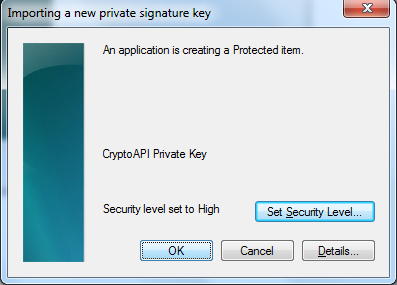 Importing a new private signature key
An application is creating a Protected item.
CryptoAPI Private Key
Security level set to High
Set Security Level...
OK
Cancel
Details...